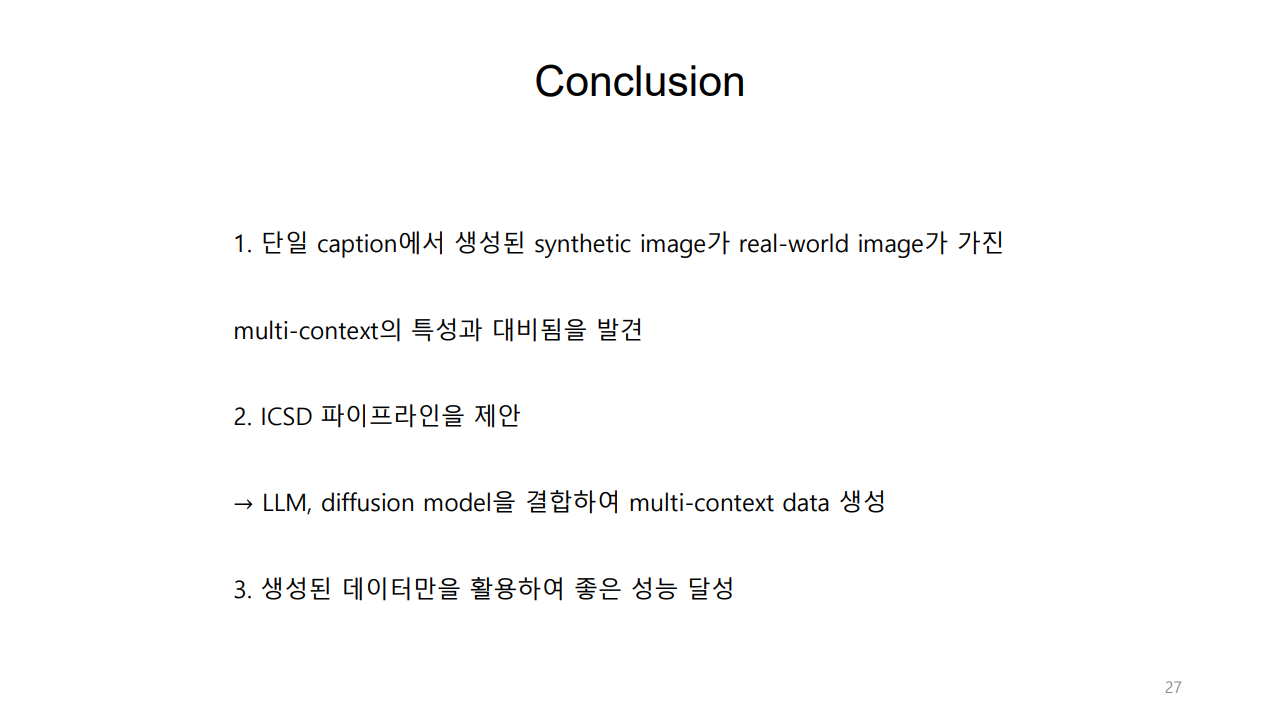 Conclusion
1. 단일 caption에서 생성된 synthetic image가 real-world image가 가진
multi-context의 특성과 대비됨을 발견
2. ICSD 파이프라인을 제안
→ LLM, diffusion model을 결합하여 multi-context data 생성
3. 생성된 데이터만을 활용하여 좋은 성능 달성
27